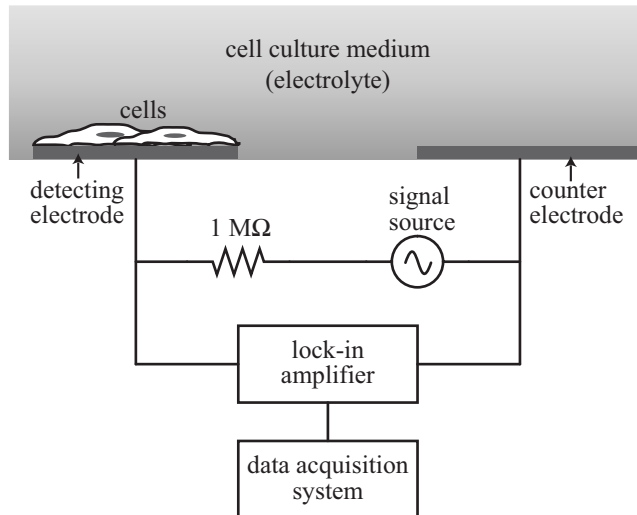 cell culture medium
(electrolyte)
cells
detecting
electrode
1 MΩ
signal
source
counter
electrode
lock-in
amplifier
data acquisition
system